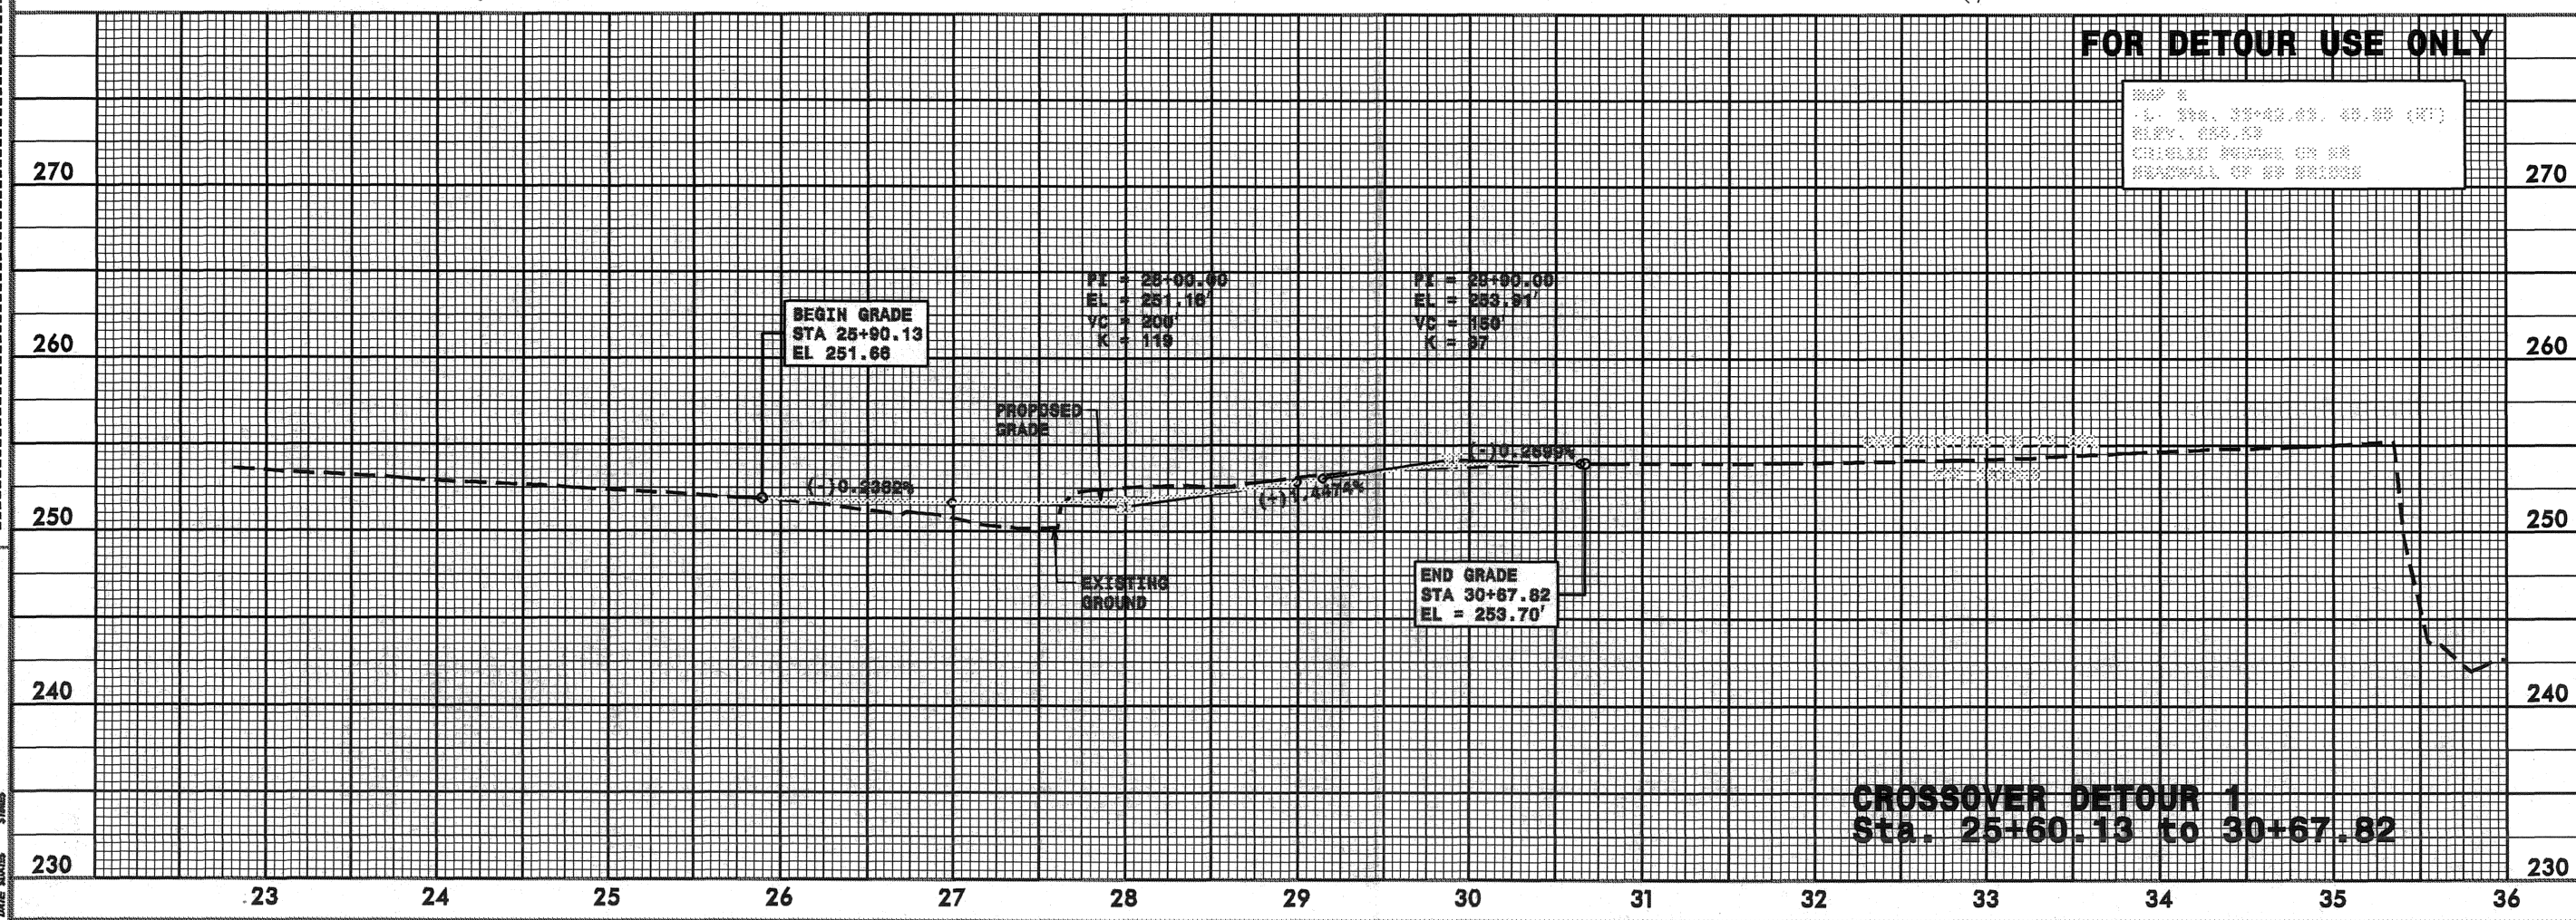 FOR DETOUR USE ONLY
270
270
PI = 28+00.00
EL = 251.16'
VC = 200'
K = 119
PI = 29+90.00
EL = 253.91'
VC = 150'
K = 87
BEGIN GRADE
STA 25+90.13
EL 251.66
260
260
PROPOSED
GRADE
(-)0.2382%
(+)1.4474%
(-)0.2699%
250
250
EXISTING
GROUND
END GRADE
STA 30+67.82
EL = 253.70'
240
240
CROSSOVER DETOUR 1
Sta. 25+60.13 to 30+67.82
230
230
23 24 25 26 27 28 29 30 31 32 33 34 35 36